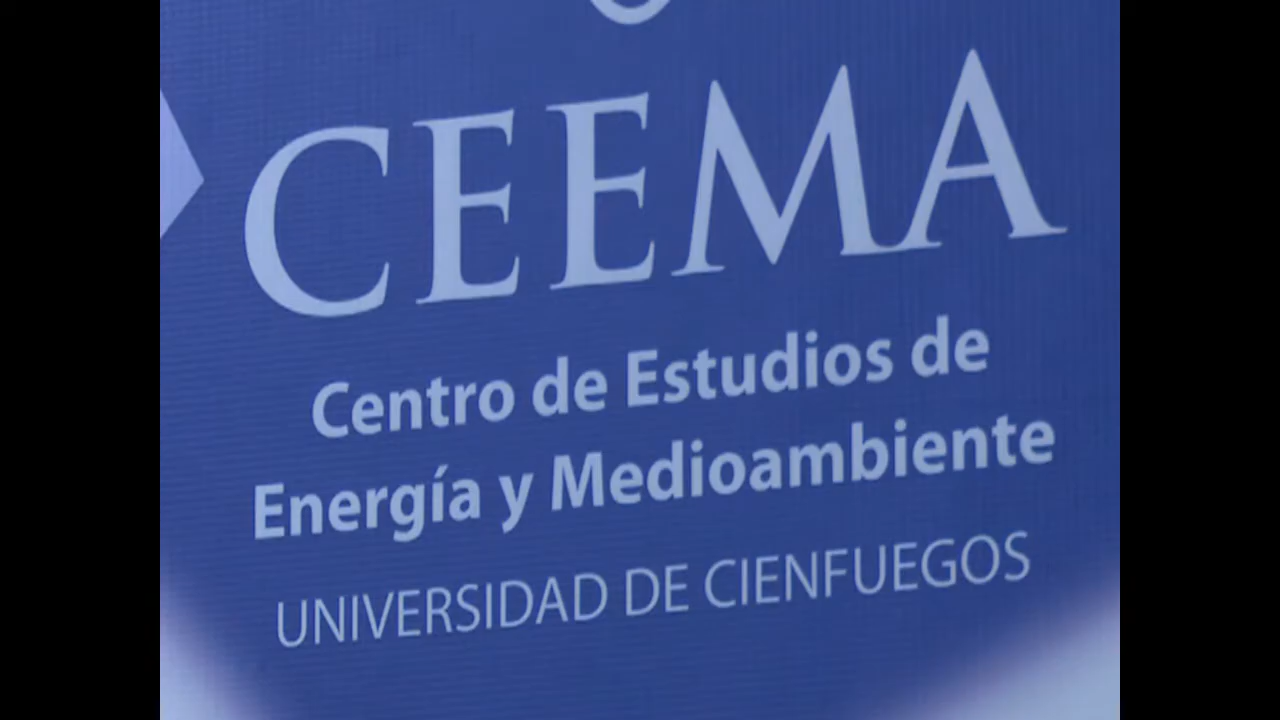 CEEMA
Centro de Estudios de
Energía y Medioambiente
UNIVERSIDAD DE CIENFUEGOS